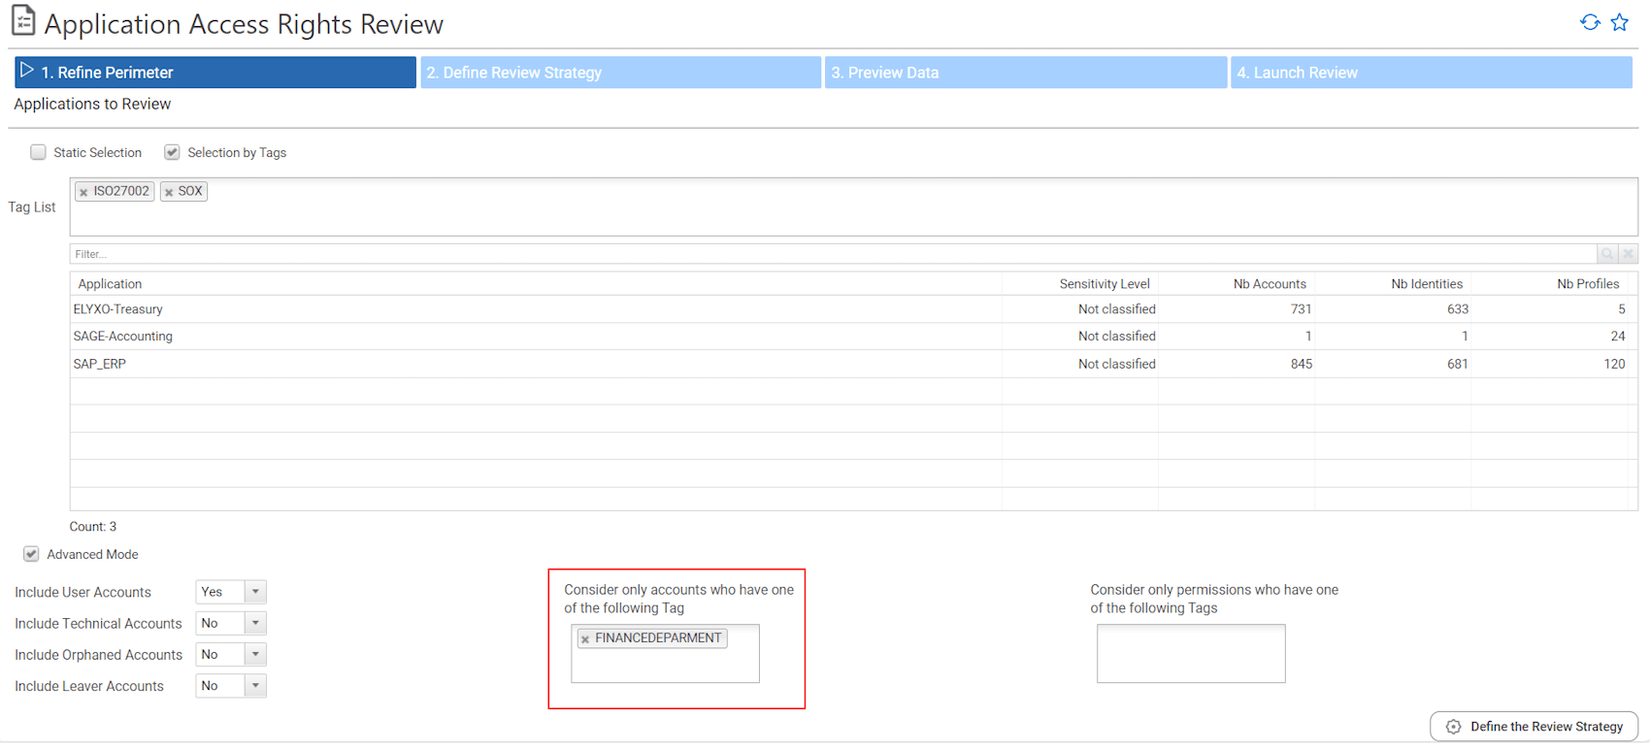 Application Access Rights Review
1. Refine Perimeter
2. Define Review Strategy
3. Preview Data
4. Launch Review
Applications to Review
Static Selection
Selection by Tags
Tag List
ISO27002
SOX
Filter...
Application
Sensitivity Level
Nb Accounts
Nb Identities
Nb Profiles
ELYXO-Treasury
Not classified
731
633
5
SAGE-Accounting
Not classified
1
1
24
SAP_ERP
Not classified
845
681
120
Count: 3
Advanced Mode
Include User Accounts
Yes
Include Technical Accounts
No
Include Orphaned Accounts
No
Include Leaver Accounts
No
Consider only accounts who have one
of the following Tag
FINANCEDEPARMENT
Consider only permissions who have one
of the following Tags
Define the Review Strategy